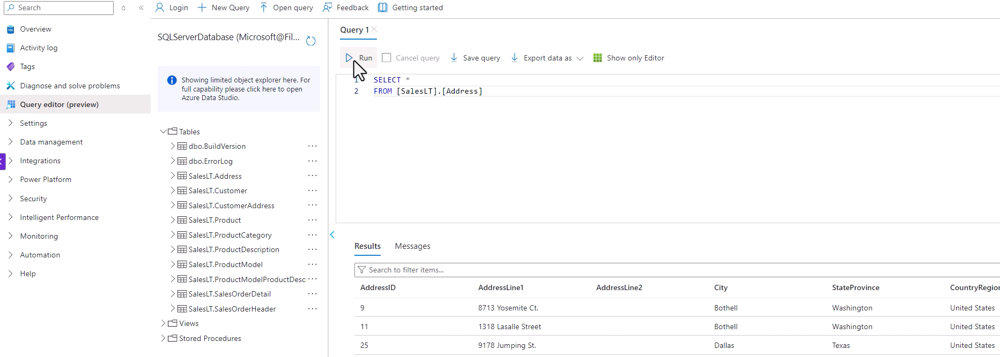 Search
Login
New Query
Open query
Feedback
Getting started
Overview
Activity log
Tags
Diagnose and solve problems
Query editor (preview)
Settings
Data management
Integrations
Power Platform
Security
Intelligent Performance
Monitoring
Automation
Help
SQLServerDatabase (Microsoft@Fil...
Showing limited object explorer here. For
full capability please click here to open
Azure Data Studio.
Tables
dbo.BuildVersion
dbo.ErrorLog
SalesLT.Address
SalesLT.Customer
SalesLT.CustomerAddress
SalesLT.Product
SalesLT.ProductCategory
SalesLT.ProductDescription
SalesLT.ProductModel
SalesLT.ProductModelProductDesc
SalesLT.SalesOrderDetail
SalesLT.SalesOrderHeader
Views
Stored Procedures
Query 1
Run
Cancel query
Save query
Export data as
Show only Editor
1 SELECT *
2 FROM [SalesLT].[Address]
Results
Messages
Search to filter items...
AddressID AddressLine1 AddressLine2 City StateProvince CountryRegion
9 8713 Yosemite Ct. Bothell Washington United States
11 1318 Lasalle Street Bothell Washington United States
25 9178 Jumping St. Dallas Texas United States